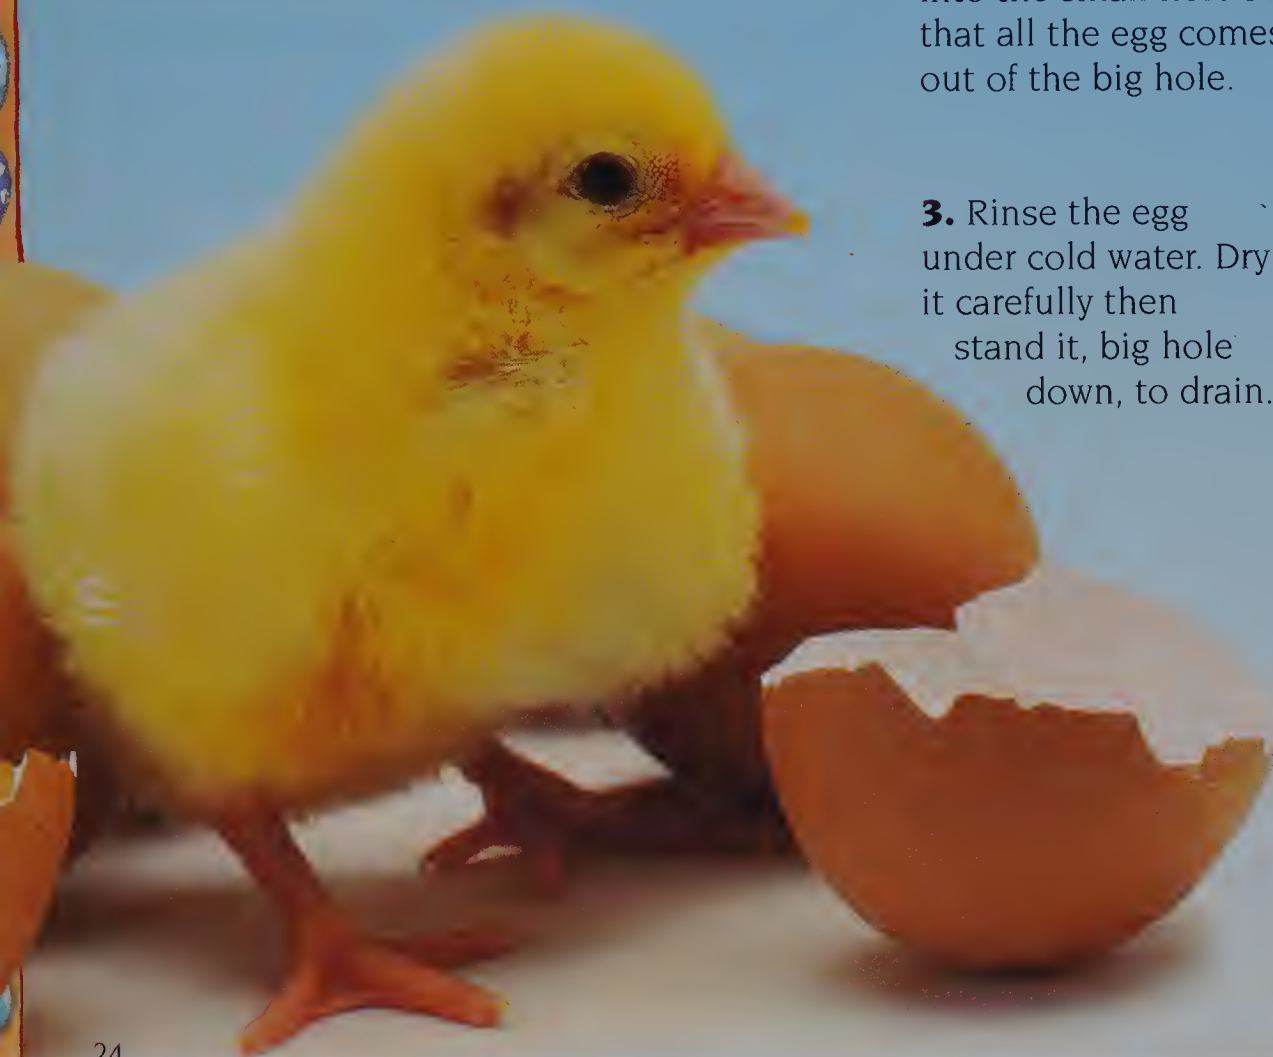 that all the egg comes
out of the big hole.
3. Rinse the egg
under cold water. Dry
it carefully then
stand it, big hole
down, to drain.
24